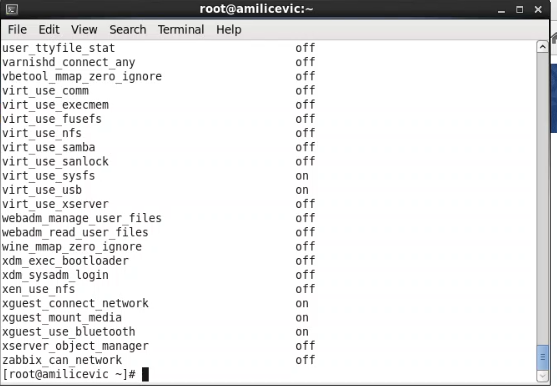 root@amilicevic:~
File Edit View Search Terminal Help
user_ttyfile_stat off
varnishd_connect_any off
vbetool_mmap_zero_ignore off
virt_use_comm off
virt_use_execmem off
virt_use_fusefs off
virt_use_nfs off
virt_use_samba off
virt_use_sanlock off
virt_use_sysfs on
virt_use_usb on
virt_use_xserver off
webadm_manage_user_files off
webadm_read_user_files off
wine_mmap_zero_ignore off
xdm_exec_bootloader off
xdm_sysadm_login off
xen_use_nfs off
xguest_connect_network on
xguest_mount_media on
xguest_use_bluetooth on
xserver_object_manager off
zabbix_can_network off
[root@amilicevic ~]#